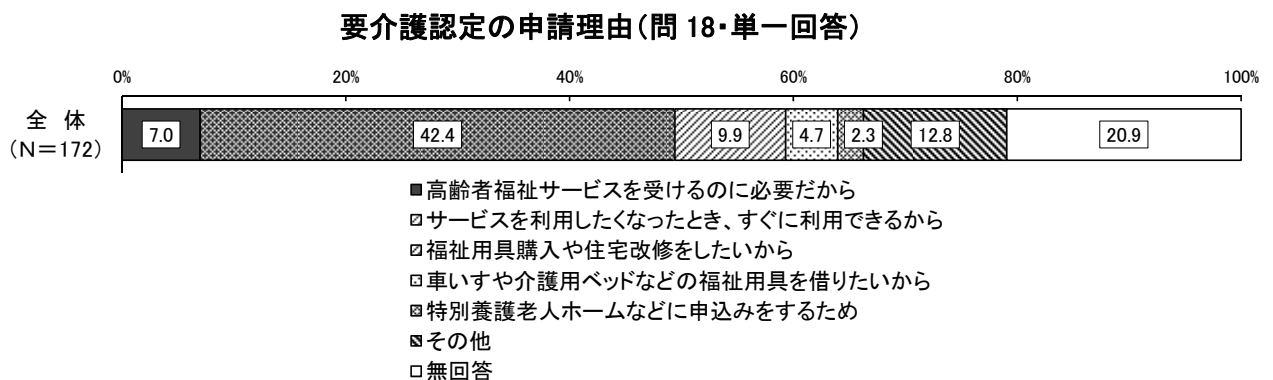 要介護認定の申請理由(問 18・単一回答)
0% 20% 40% 60% 80% 100%
全 体
(N=172)
7.0 42.4 9.9 4.7 2.3 12.8 20.9
高齢者福祉サービスを受けるのに必要だから
サービスを利用したくなったとき、すぐに利用できるから
福祉用具購入や住宅改修をしたいから
車いすや介護用ベッドなどの福祉用具を借りたいから
特別養護老人ホームなどに申込みをするため
その他
無回答